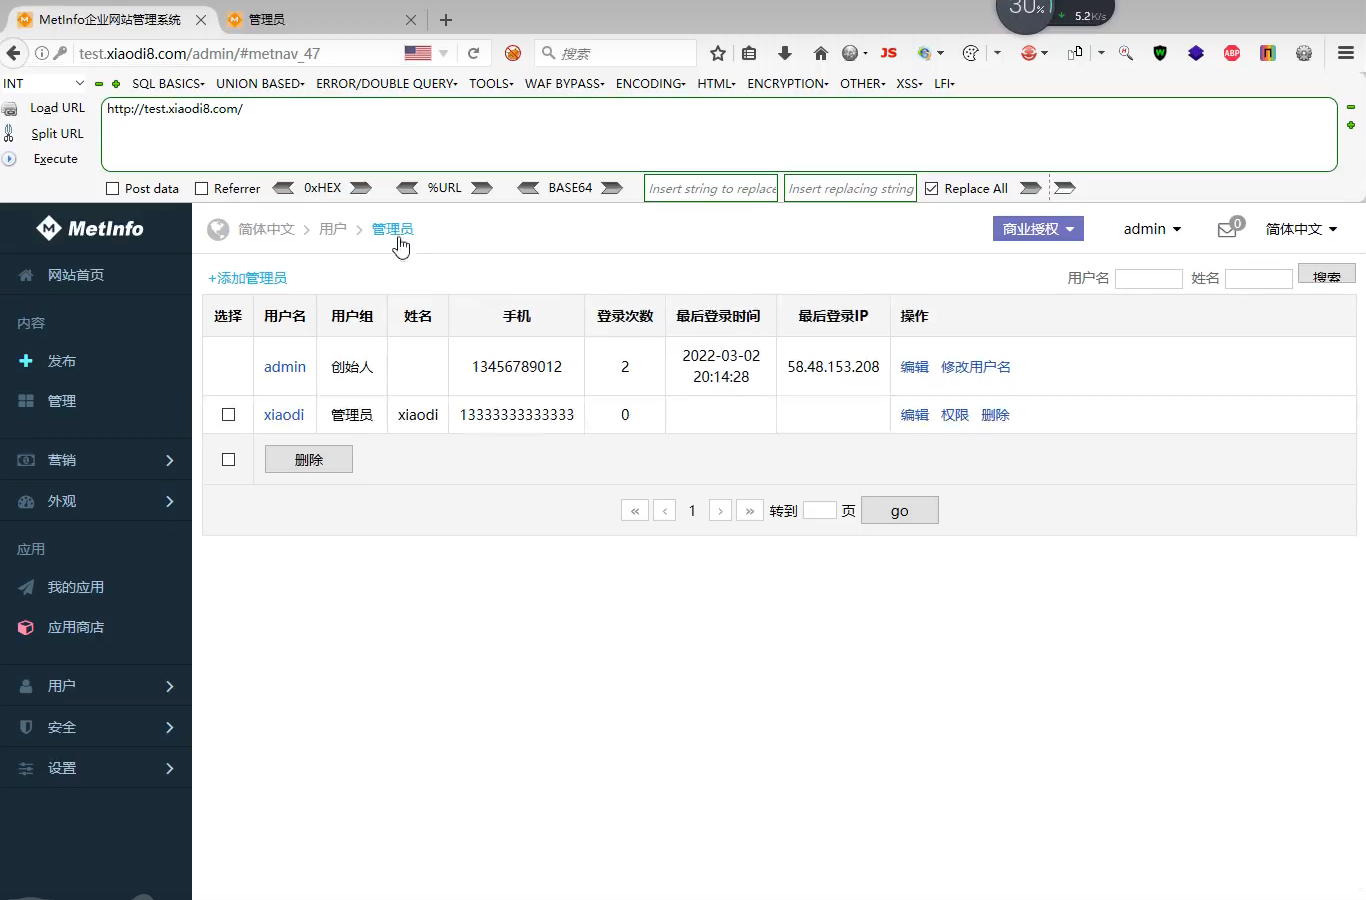 MetInfo企业网站管理系统
管理员
30%
5.2K/s
test.xiaodi8.com/admin/#metnav_47
搜索
JS
ABP
INT
SQL BASICS
UNION BASED
ERROR/DOUBLE QUERY
TOOLS
WAF BYPASS
ENCODING
HTML
ENCRYPTION
OTHER
XSS
LFI
Load URL
http://test.xiaodi8.com/
Split URL
Execute
Post data
Referrer
0xHEX
%URL
BASE64
Insert string to replace
Insert replacing string
Replace All
MetInfo
简体中文 > 用户 > 管理员
商业授权
admin
0
简体中文
网站首页
内容
发布
管理
营销
外观
应用
我的应用
应用商店
用户
安全
设置
+添加管理员
用户名
姓名
搜索
选择 用户名 用户组 姓名 手机 登录次数 最后登录时间 最后登录IP 操作
admin 创始人 13456789012 2 2022-03-02 58.48.153.208 编辑 修改用户名
20:14:28
xiaodi 管理员 xiaodi 13333333333333 0 编辑 权限 删除
删除
« ‹ 1 › » 转到 页 go